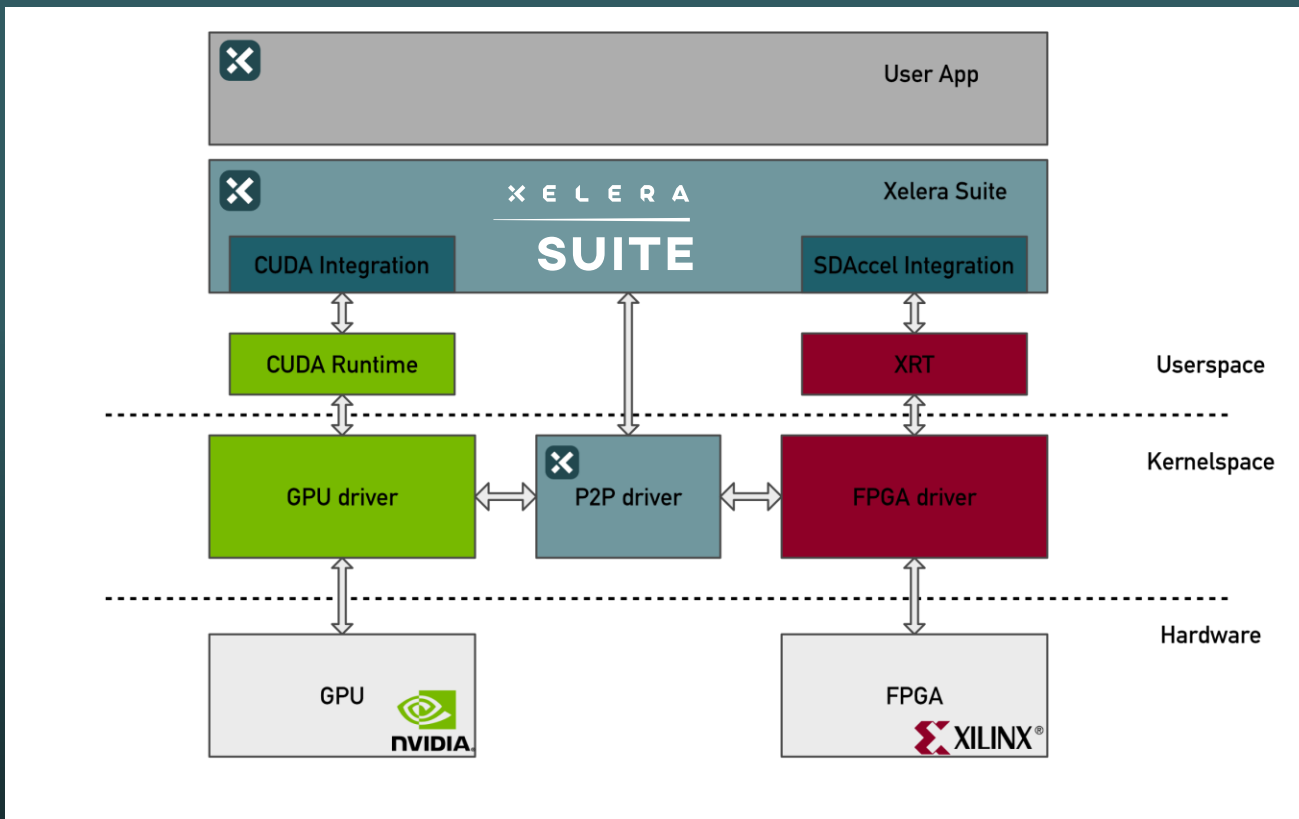 User App
XELERA
SUITE
Xelera Suite
CUDA Integration
SDAccel Integration
CUDA Runtime
XRT
Userspace
Kernelspace
GPU driver
P2P driver
FPGA driver
Hardware
GPU
NVIDIA.
FPGA
XILINX®